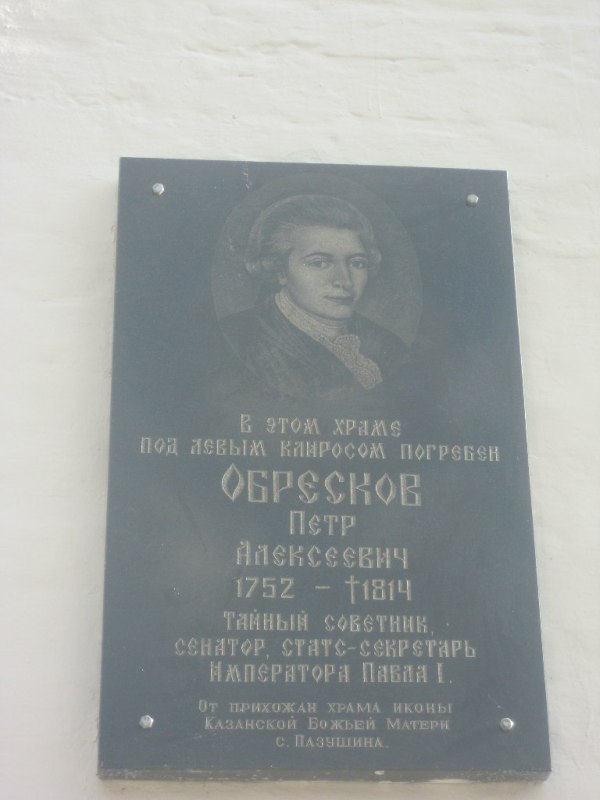 В этом храме
под левым клиросом погребен
Обресков
Петр
Алексеевич
1752 – †1814
тайный советник,
сенатор, статс-секретарь
Императора Павла I.
От прихожан храма иконы
Казанской Божьей Матери
с. Пазушина.